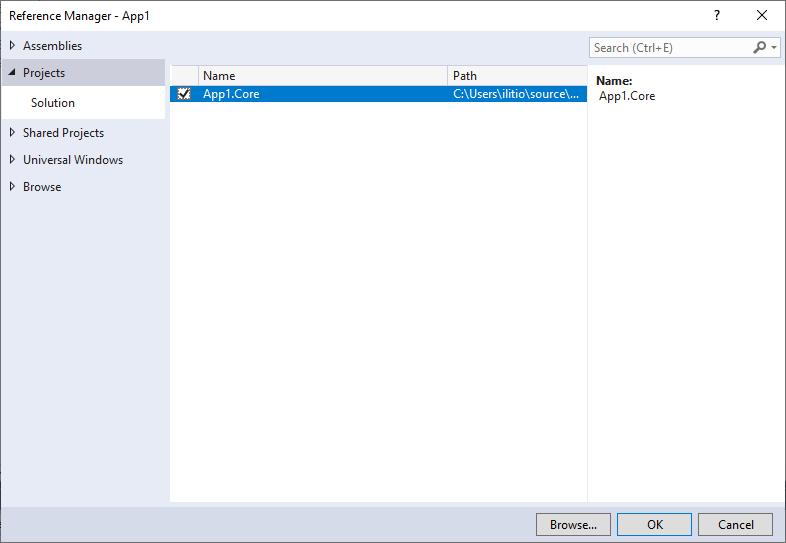 Reference Manager - App1
?
Assemblies
Projects
Solution
Shared Projects
Universal Windows
Browse
Name
Path
App1.Core
C:\Users\ilitio\source\...
Search (Ctrl+E)
Name:
App1.Core
Browse...
OK
Cancel